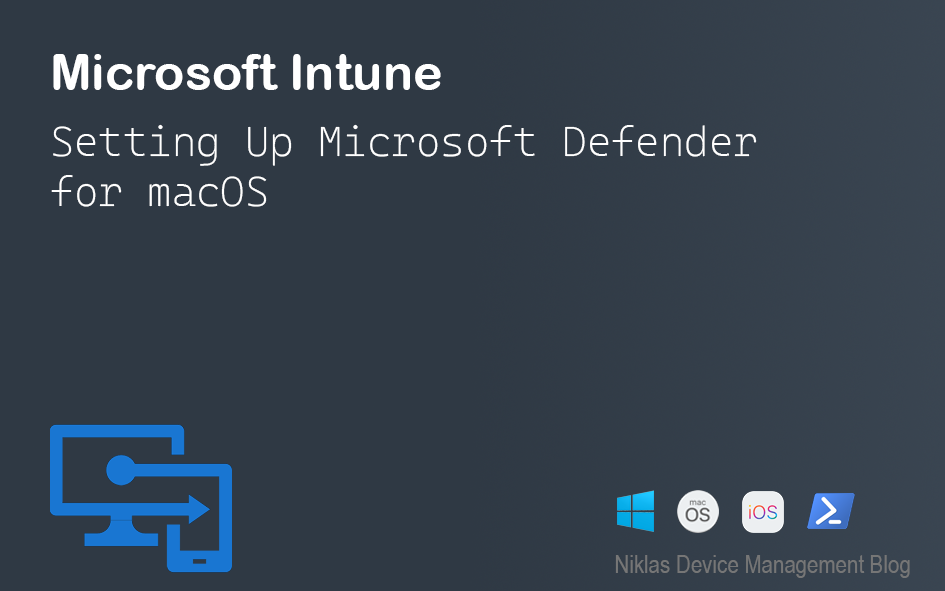 Microsoft Intune
Setting Up Microsoft Defender
for macOS
mac
OS
iOS
Niklas Device Management Blog